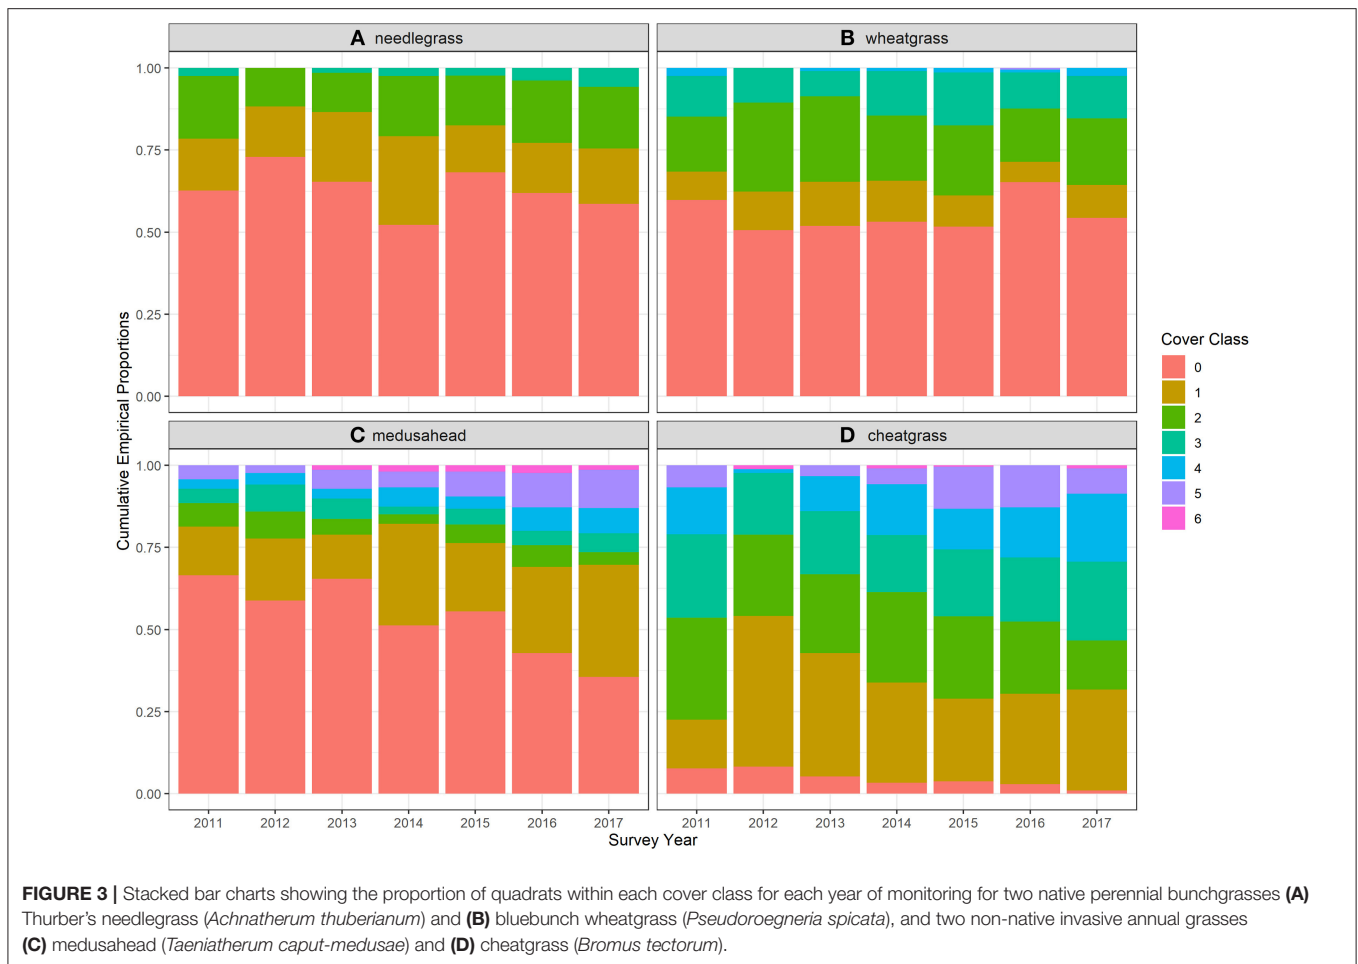 A needlegrass
B wheatgrass
1.00
0.75
0.50
0.25
0.00
C medusahead
D cheatgrass
1.00
0.75
0.50
0.25
0.00
Cumulative Empirical Proportions
2011 2012 2013 2014 2015 2016 2017
2011 2012 2013 2014 2015 2016 2017
Survey Year
Cover Class
0
1
2
3
4
5
6
FIGURE 3 | Stacked bar charts showing the proportion of quadrats within each cover class for each year of monitoring for two native perennial bunchgrasses (A)
Thurber's needlegrass (Achnatherum thuberianum) and (B) bluebunch wheatgrass (Pseudoroegneria spicata), and two non-native invasive annual grasses
(C) medusahead (Taeniatherum caput-medusae) and (D) cheatgrass (Bromus tectorum).